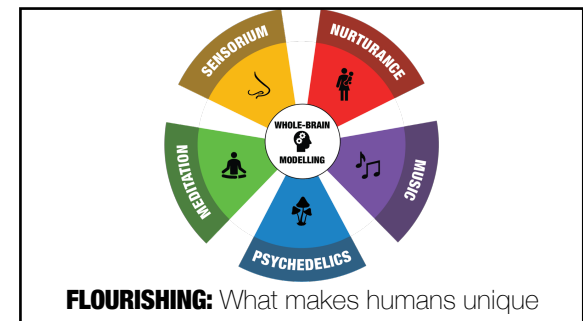 SENSORIUM
NURTURANCE
WHOLE-BRAIN
MODELLING
MEDITATION
MUSIC
PSYCHEDELICS
FLOURISHING: What makes humans unique